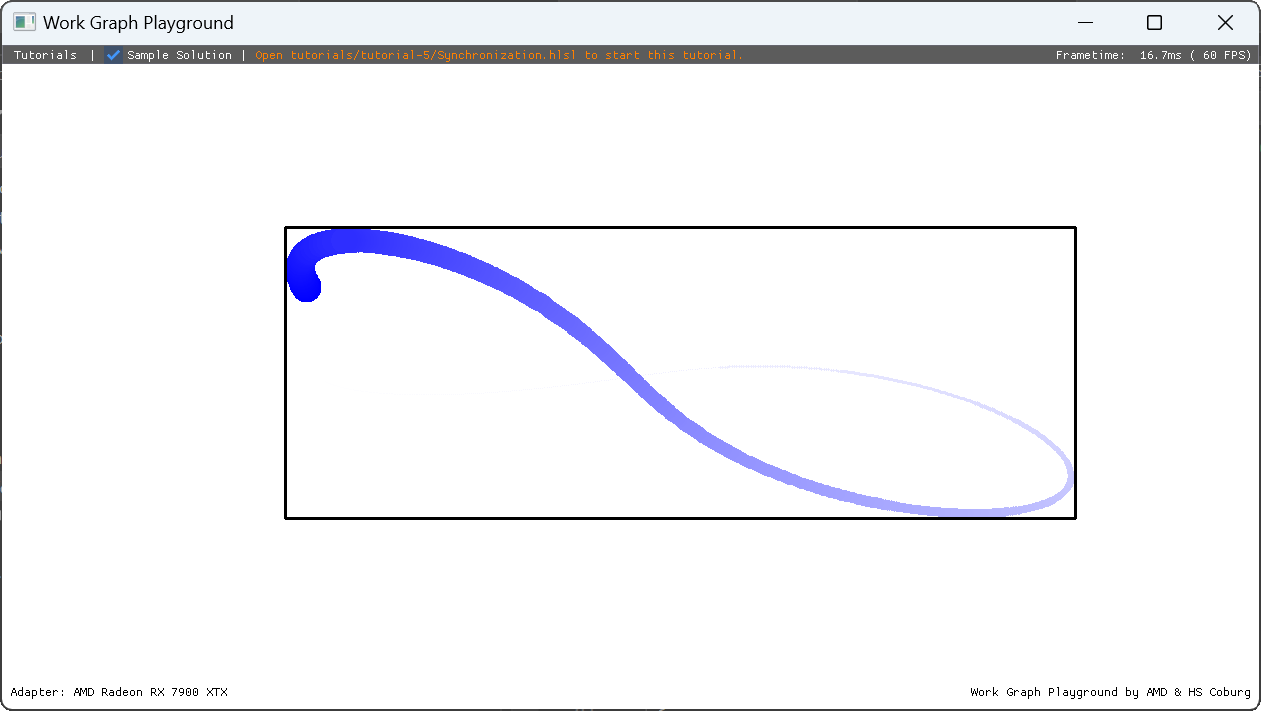 Work Graph Playground
Tutorials | Sample Solution | Open tutorials/tutorial-5/Synchronization.hlsl to start this tutorial. Frametime: 16.7ms ( 60 FPS)
Adapter: AMD Radeon RX 7900 XTX Work Graph Playground by AMD & HS Coburg